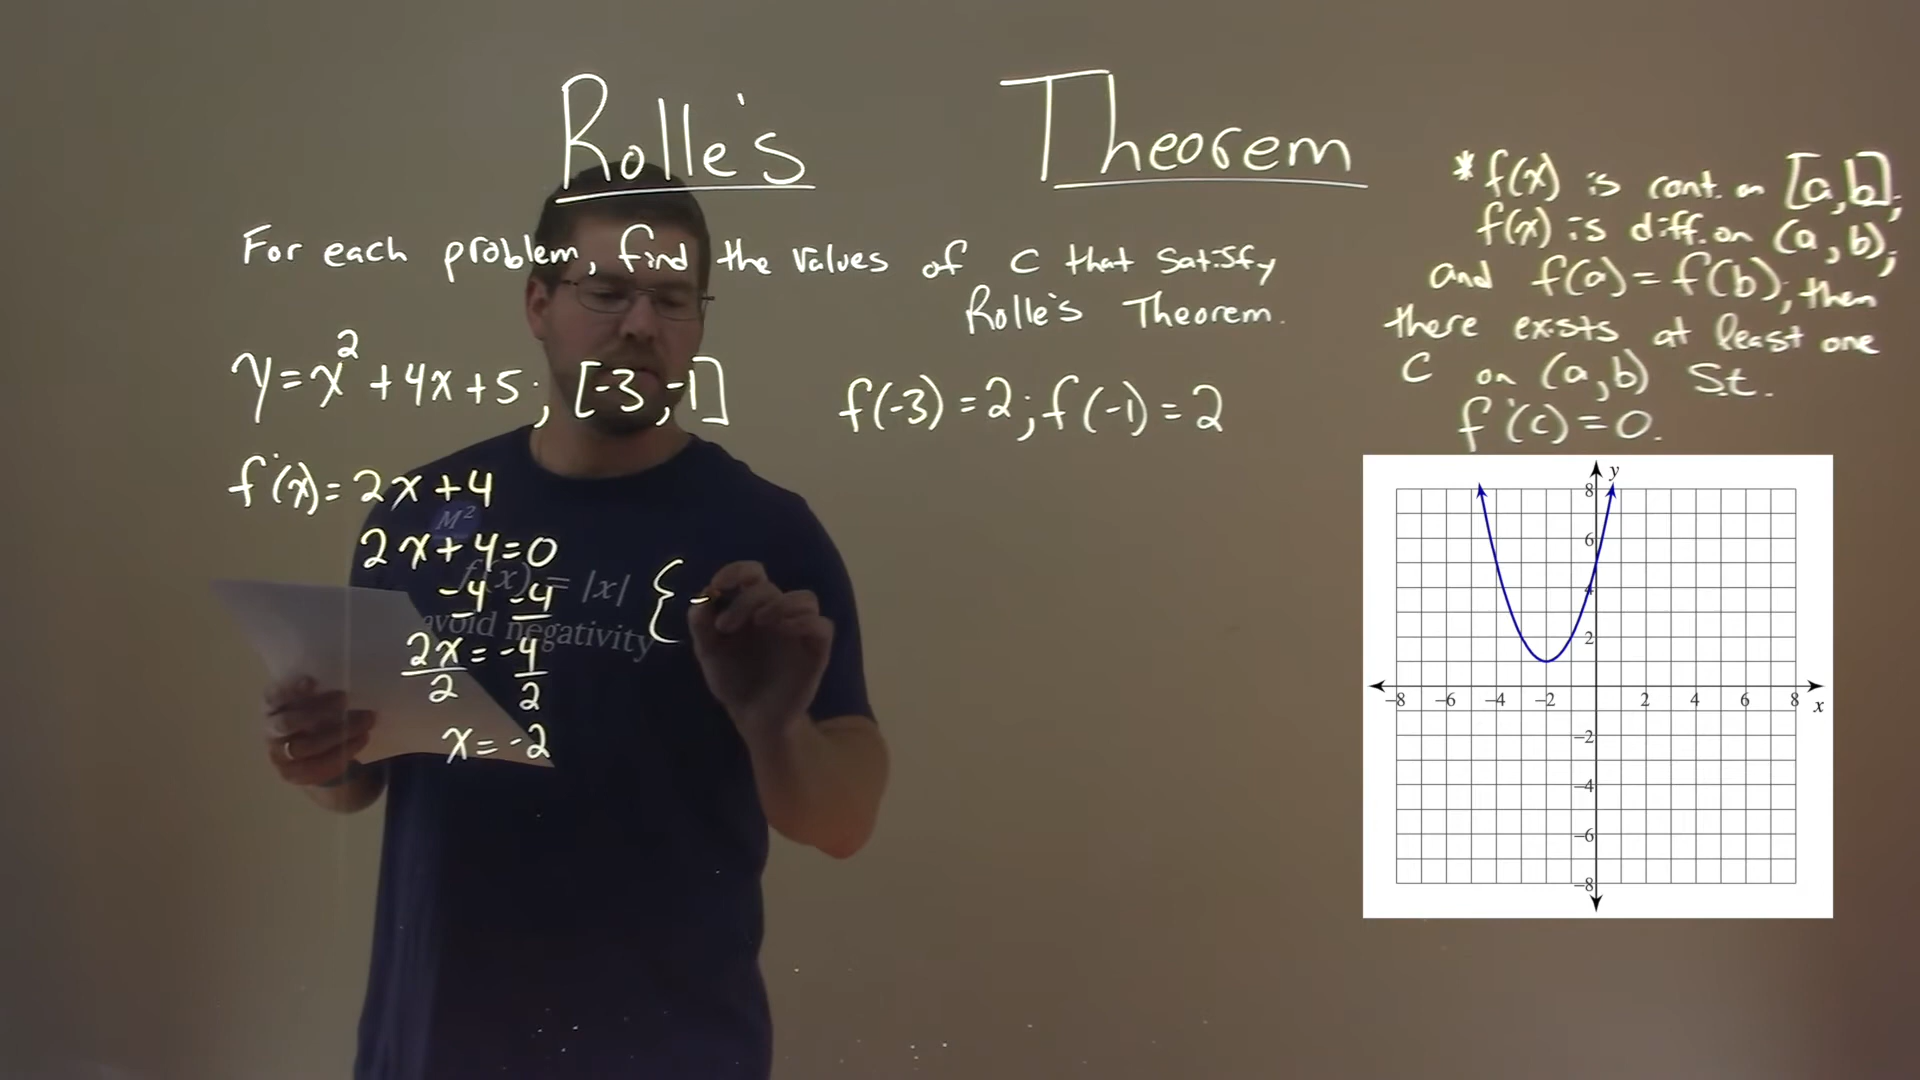 Rolle's Theorem
For each problem, find the values of c that satisfy
Rolle's Theorem.
y=x²+4x+5; [-3,-1]
f(-3)=2; f(-1)=2
f'(x)=2x+4
2x+4=0
-4 -4
2x=-4
2 2
x=-2
{-
M²
f(x) = |x|
avoid negativity
*f(x) is cont. on [a,b];
f(x) is diff. on (a,b);
and f(a)=f(b), then
there exists at least one
c on (a,b) St.
f'(c)=0.
y
8
6
4
2
-8 -6 -4 -2 2 4 6 8 x
-2
-4
-6
-8